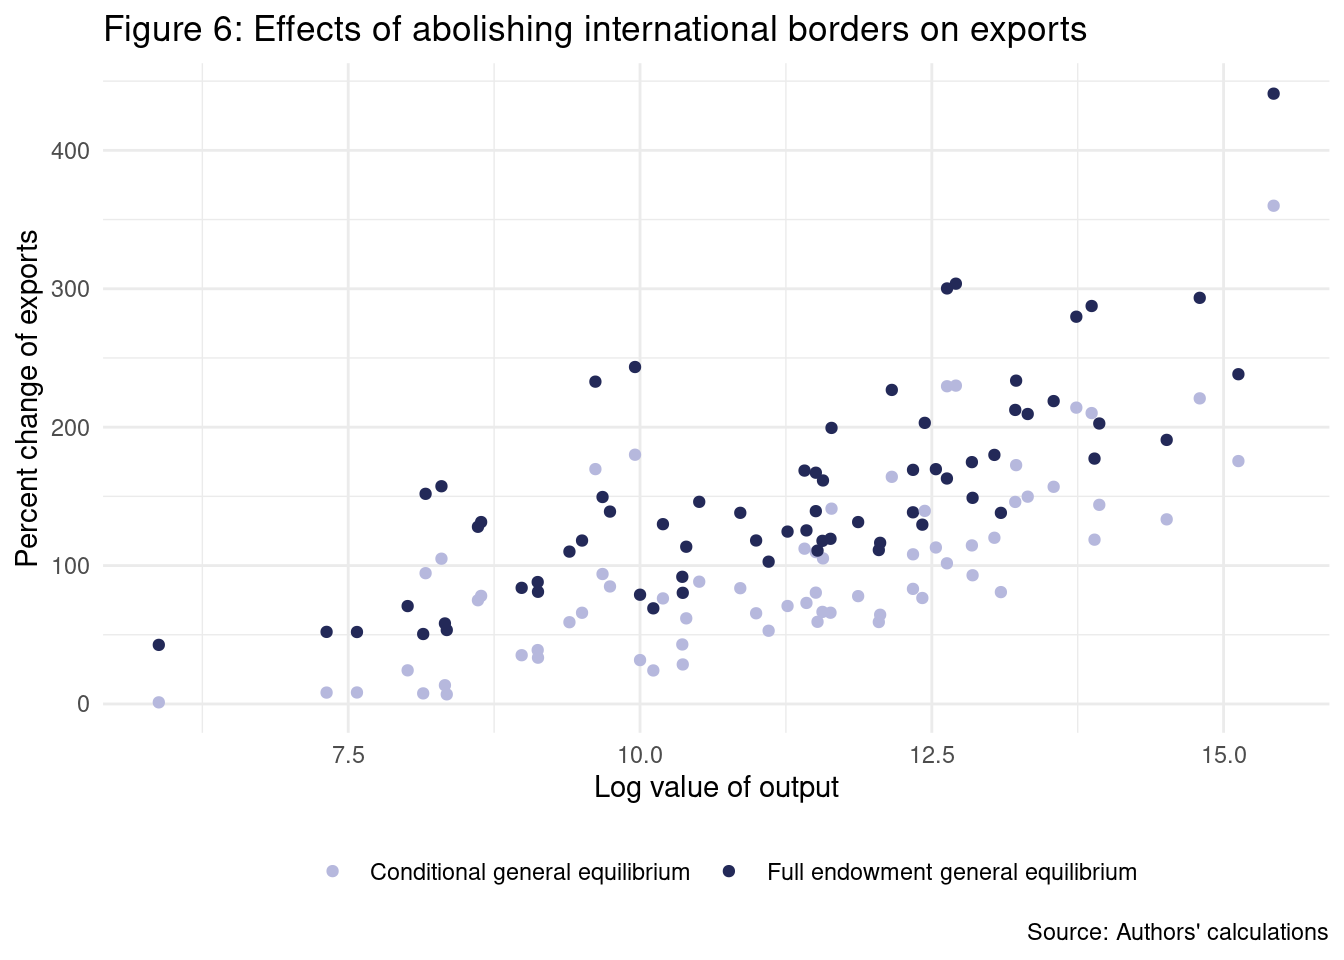 Figure 6: Effects of abolishing international borders on exports
Percent change of exports
400
300
200
100
0
7.5 10.0 12.5 15.0
Log value of output
Conditional general equilibrium Full endowment general equilibrium
Source: Authors' calculations